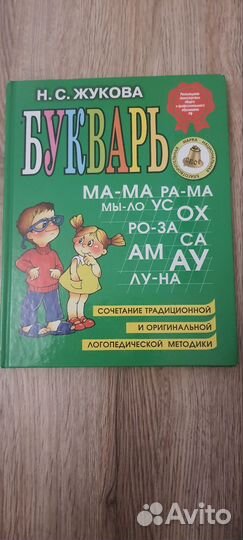 Н. С. ЖУКОВА
БУКВАРЬ
МА-МА РА-МА
МЫ-ЛО УС ОХ
РО-ЗА СА
АМ АУ
ЛУ-НА
СОЧЕТАНИЕ ТРАДИЦИОННОЙ
И ОРИГИНАЛЬНОЙ
ЛОГОПЕДИЧЕСКОЙ МЕТОДИКИ
Avito